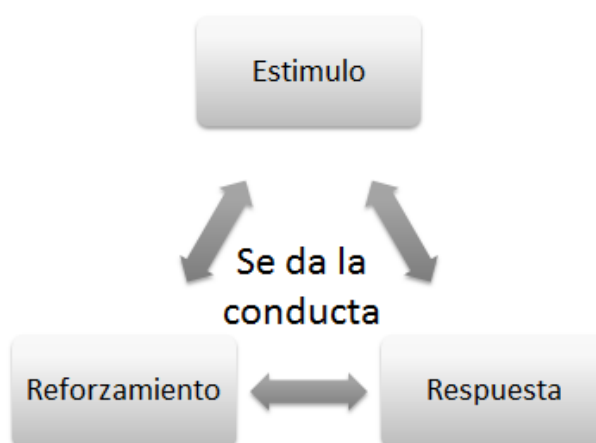 Estimulo
Se da la
conducta
Reforzamiento
Respuesta